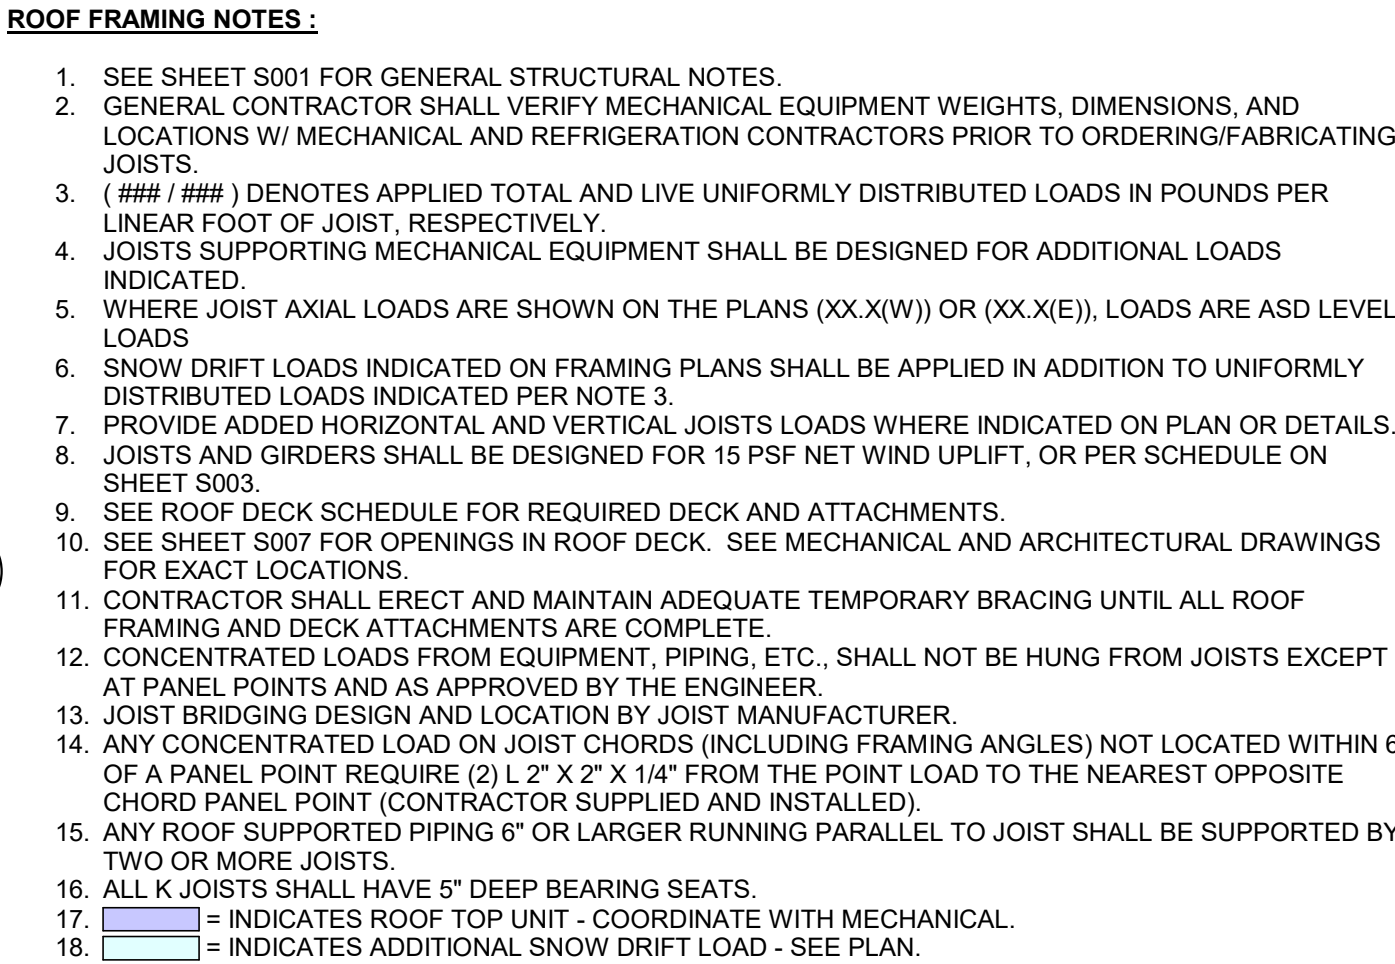 ROOF FRAMING NOTES :
1. SEE SHEET S001 FOR GENERAL STRUCTURAL NOTES.
2. GENERAL CONTRACTOR SHALL VERIFY MECHANICAL EQUIPMENT WEIGHTS, DIMENSIONS, AND
LOCATIONS W/ MECHANICAL AND REFRIGERATION CONTRACTORS PRIOR TO ORDERING/FABRICATING
JOISTS.
3. ( ### / ### ) DENOTES APPLIED TOTAL AND LIVE UNIFORMLY DISTRIBUTED LOADS IN POUNDS PER
LINEAR FOOT OF JOIST, RESPECTIVELY.
4. JOISTS SUPPORTING MECHANICAL EQUIPMENT SHALL BE DESIGNED FOR ADDITIONAL LOADS
INDICATED.
5. WHERE JOIST AXIAL LOADS ARE SHOWN ON THE PLANS (XX.X(W)) OR (XX.X(E)), LOADS ARE ASD LEVEL
LOADS
6. SNOW DRIFT LOADS INDICATED ON FRAMING PLANS SHALL BE APPLIED IN ADDITION TO UNIFORMLY
DISTRIBUTED LOADS INDICATED PER NOTE 3.
7. PROVIDE ADDED HORIZONTAL AND VERTICAL JOISTS LOADS WHERE INDICATED ON PLAN OR DETAILS.
8. JOISTS AND GIRDERS SHALL BE DESIGNED FOR 15 PSF NET WIND UPLIFT, OR PER SCHEDULE ON
SHEET S003.
9. SEE ROOF DECK SCHEDULE FOR REQUIRED DECK AND ATTACHMENTS.
10. SEE SHEET S007 FOR OPENINGS IN ROOF DECK. SEE MECHANICAL AND ARCHITECTURAL DRAWINGS
FOR EXACT LOCATIONS.
11. CONTRACTOR SHALL ERECT AND MAINTAIN ADEQUATE TEMPORARY BRACING UNTIL ALL ROOF
FRAMING AND DECK ATTACHMENTS ARE COMPLETE.
12. CONCENTRATED LOADS FROM EQUIPMENT, PIPING, ETC., SHALL NOT BE HUNG FROM JOISTS EXCEPT
AT PANEL POINTS AND AS APPROVED BY THE ENGINEER.
13. JOIST BRIDGING DESIGN AND LOCATION BY JOIST MANUFACTURER.
14. ANY CONCENTRATED LOAD ON JOIST CHORDS (INCLUDING FRAMING ANGLES) NOT LOCATED WITHIN 6
OF A PANEL POINT REQUIRE (2) L 2" X 2" X 1/4" FROM THE POINT LOAD TO THE NEAREST OPPOSITE
CHORD PANEL POINT (CONTRACTOR SUPPLIED AND INSTALLED).
15. ANY ROOF SUPPORTED PIPING 6" OR LARGER RUNNING PARALLEL TO JOIST SHALL BE SUPPORTED BY
TWO OR MORE JOISTS.
16. ALL K JOISTS SHALL HAVE 5" DEEP BEARING SEATS.
17. = INDICATES ROOF TOP UNIT - COORDINATE WITH MECHANICAL.
18. = INDICATES ADDITIONAL SNOW DRIFT LOAD - SEE PLAN.